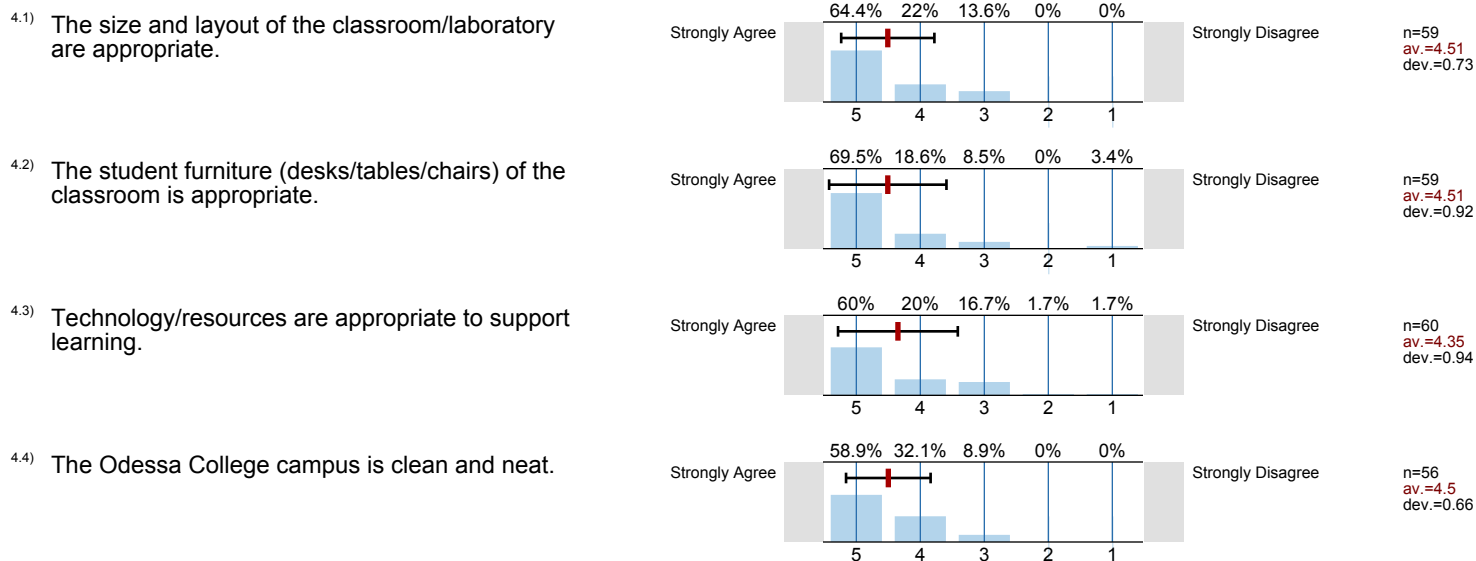 4.1) The size and layout of the classroom/laboratory
are appropriate.
64.4% 22% 13.6% 0% 0%
Strongly Agree
Strongly Disagree
n=59
av.=4.51
dev.=0.73
5 4 3 2 1
4.2) The student furniture (desks/tables/chairs) of the
classroom is appropriate.
69.5% 18.6% 8.5% 0% 3.4%
Strongly Agree
Strongly Disagree
n=59
av.=4.51
dev.=0.92
5 4 3 2 1
4.3) Technology/resources are appropriate to support
learning.
60% 20% 16.7% 1.7% 1.7%
Strongly Agree
Strongly Disagree
n=60
av.=4.35
dev.=0.94
5 4 3 2 1
4.4) The Odessa College campus is clean and neat.
58.9% 32.1% 8.9% 0% 0%
Strongly Agree
Strongly Disagree
n=56
av.=4.5
dev.=0.66
5 4 3 2 1